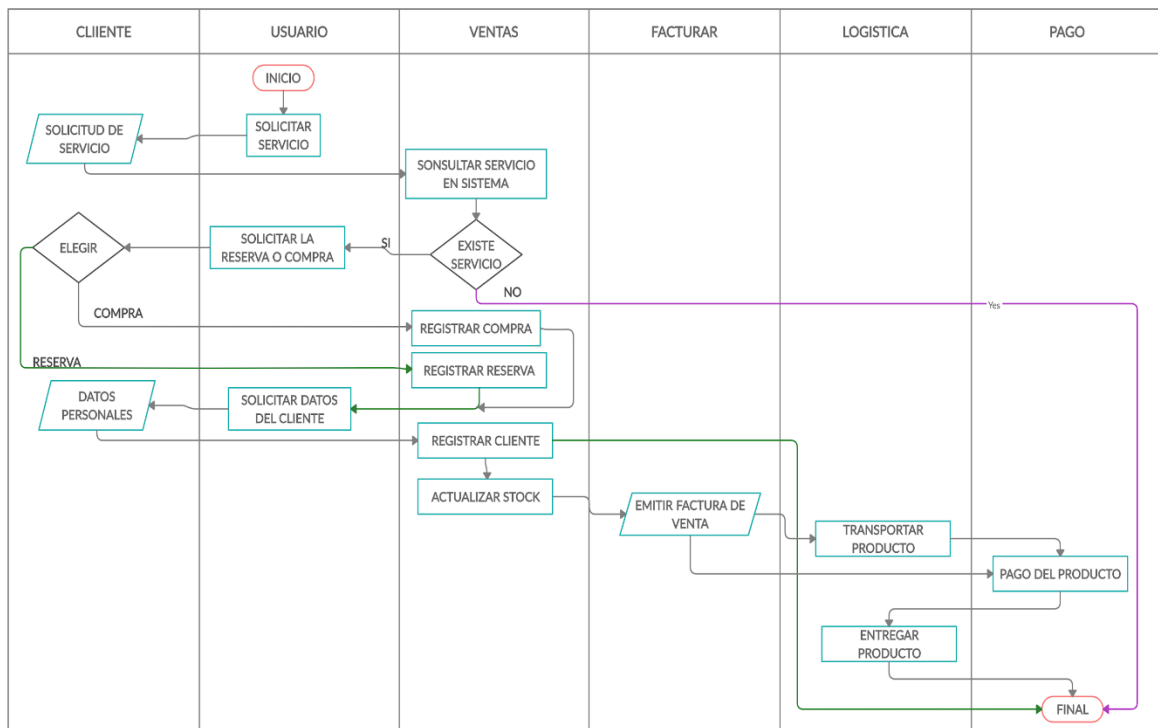 CLIIENTE
USUARIO
VENTAS
FACTURAR
LOGISTICA
PAGO
INICIO
SOLICITUD DE
SERVICIO
SOLICITAR
SERVICIO
SONSULTAR SERVICIO
EN SISTEMA
ELEGIR
SOLICITAR LA
RESERVA O COMPRA
SI
EXISTE
SERVICIO
NO
Yes
COMPRA
REGISTRAR COMPRA
RESERVA
REGISTRAR RESERVA
DATOS
PERSONALES
SOLICITAR DATOS
DEL CLIENTE
REGISTRAR CLIENTE
ACTUALIZAR STOCK
EMITIR FACTURA DE
VENTA
TRANSPORTAR
PRODUCTO
PAGO DEL PRODUCTO
ENTREGAR
PRODUCTO
FINAL